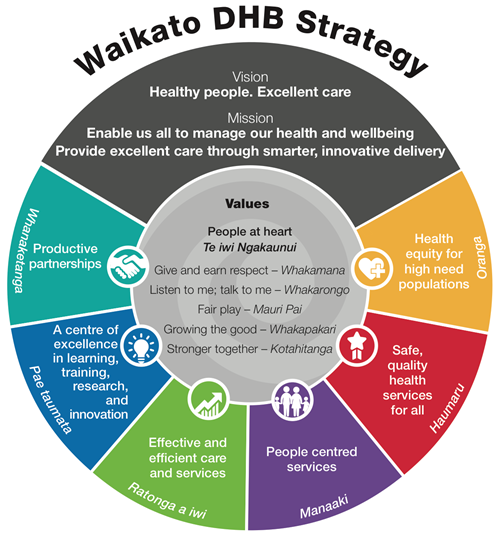 Waikato DHB Strategy
Vision
Healthy people. Excellent care
Mission
Enable us all to manage our health and wellbeing
Provide excellent care through smarter, innovative delivery
Values
People at heart
Te iwi Ngakaunui
Give and earn respect – Whakamana
Listen to me; talk to me – Whakarongo
Fair play – Mauri Pai
Growing the good – Whakapakari
Stronger together – Kotahitanga
Health
equity for
high need
populations
Oranga
Safe,
quality
health
services
for all
Haumaru
People centred
services
Manaaki
Effective and
efficient care
and services
Ratonga a iwi
A centre of
excellence
in learning,
training,
research,
and
innovation
Pae taumata
Productive
partnerships
Whanaketanga